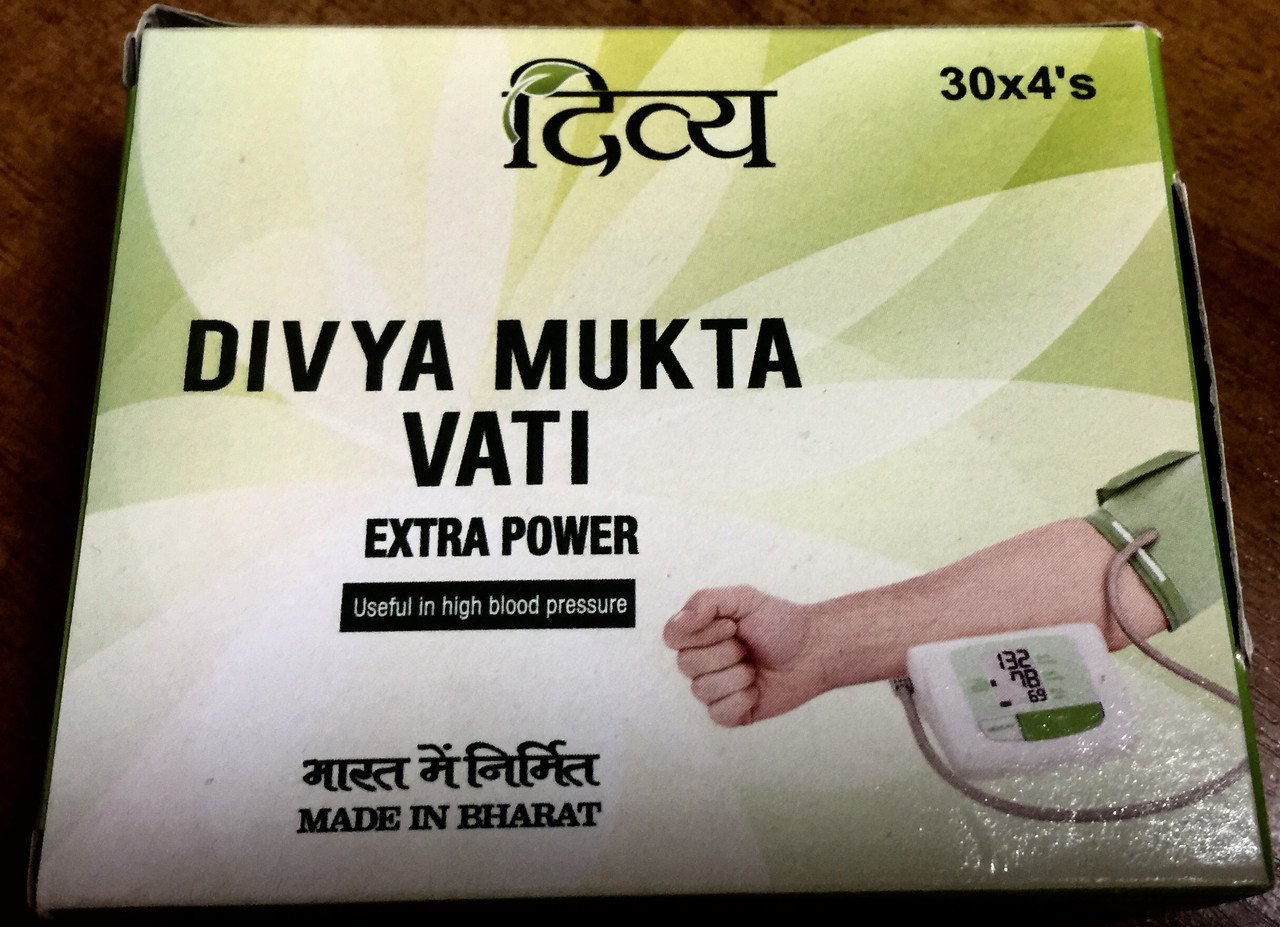 दिव्य
30x4's
DIVYA MUKTA
VATI
EXTRA POWER
Useful in high blood pressure
132
78
69
भारत में निर्मित
MADE IN BHARAT